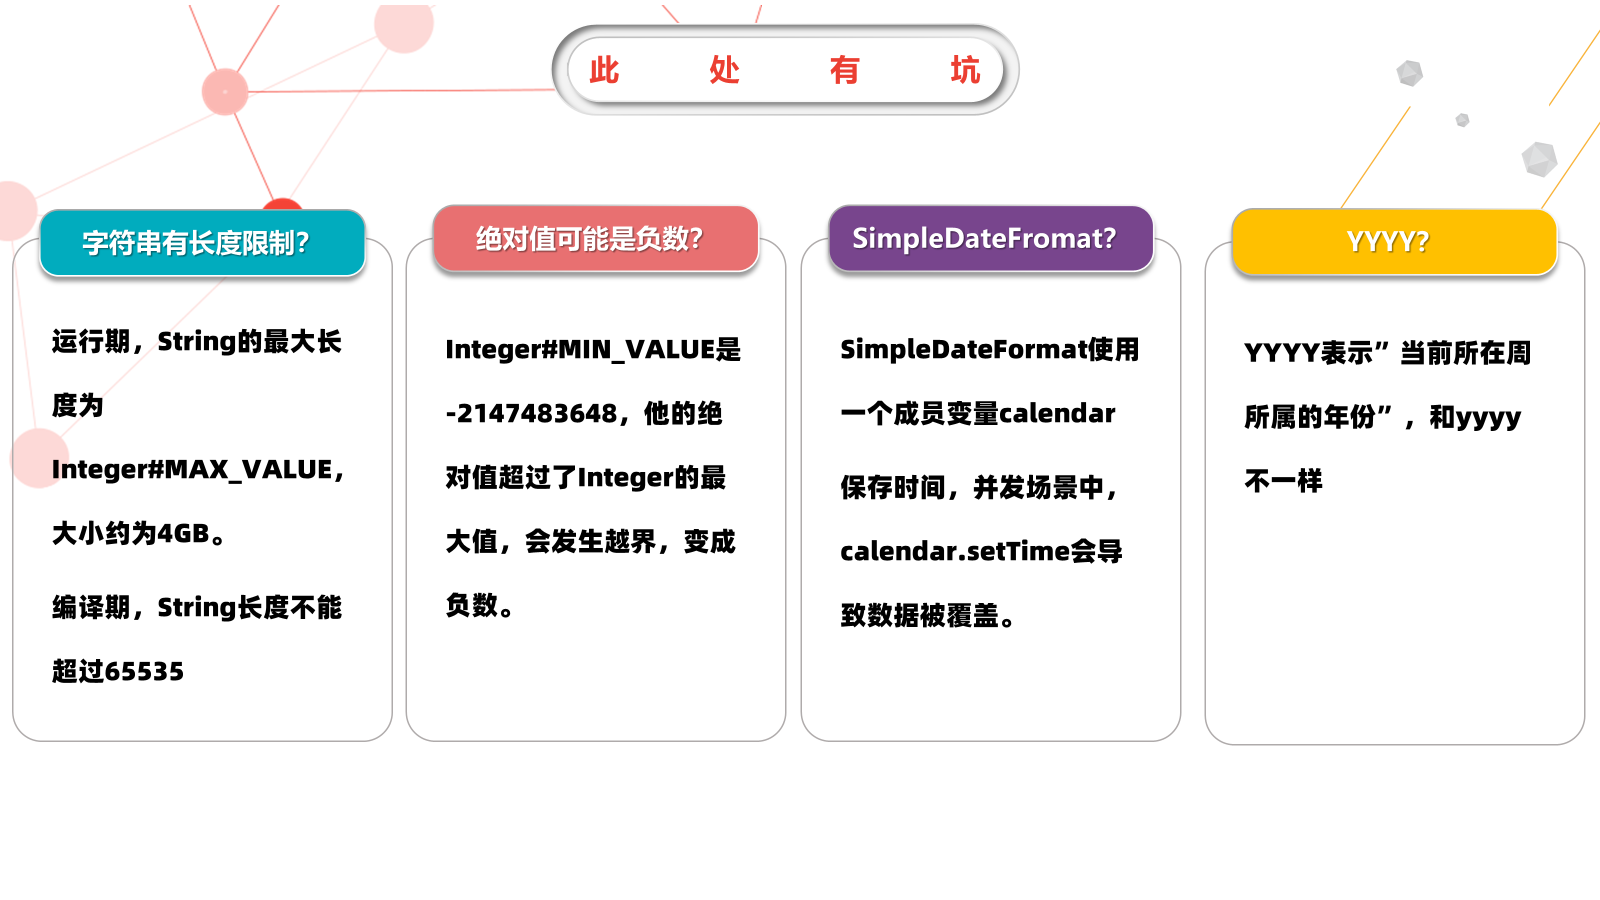 此处有坑
字符串有长度限制?
运行期，String的最大长
度为
Integer#MAX_VALUE，
大小约为4GB。
编译期，String长度不能
超过65535
绝对值可能是负数?
Integer#MIN_VALUE是
-2147483648，他的绝
对值超过了Integer的最
大值，会发生越界，变成
负数。
SimpleDateFromat?
SimpleDateFormat使用
一个成员变量calendar
保存时间，并发场景中，
calendar.setTime会导
致数据被覆盖。
YYYY?
YYYY表示”当前所在周
所属的年份”，和yyyy
不一样